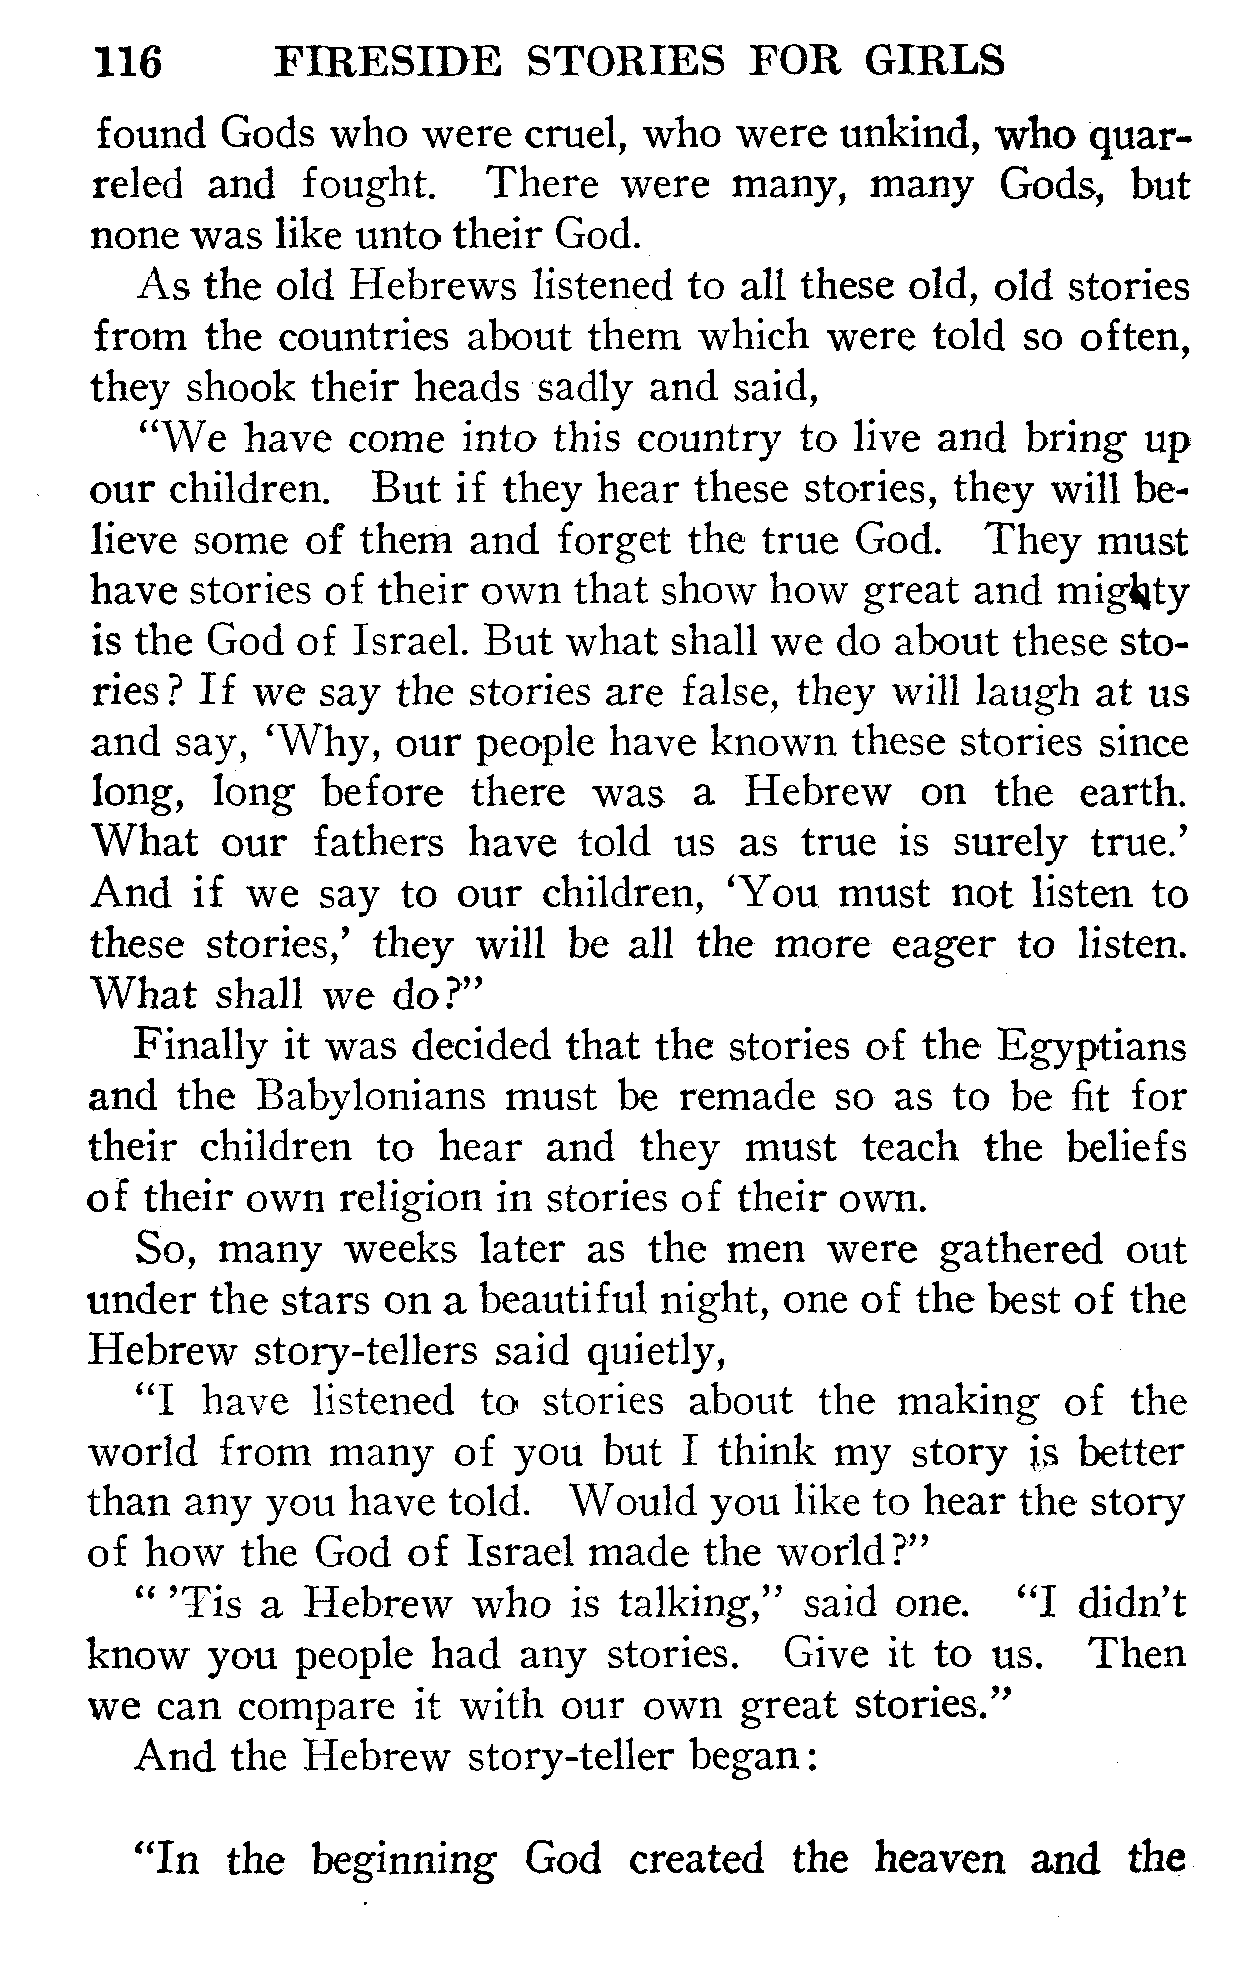 116 FIRESIDE STORIES FOR GIRLS
found Gods who were cruel, who were unkind, who quar-
reled and fought. There were many, many Gods, but
none was like unto their God.
As the old Hebrews listened to all these old, old stories
from the countries about them which were told so often,
they shook their heads sadly and said,
“We have come into this country to live and bring up
our children. But if they hear these stories, they will be-
lieve some of them and forget the true God. They must
have stories of their own that show how great and mighty
is the God of Israel. But what shall we do about these sto-
ries? If we say the stories are false, they will laugh at us
and say, ‘Why, our people have known these stories since
long, long before there was a Hebrew on the earth.
What our fathers have told us as true is surely true.’
And if we say to our children, ‘You must not listen to
these stories,’ they will be all the more eager to listen.
What shall we do?”
Finally it was decided that the stories of the Egyptians
and the Babylonians must be remade so as to be fit for
their children to hear and they must teach the beliefs
of their own religion in stories of their own.
So, many weeks later as the men were gathered out
under the stars on a beautiful night, one of the best of the
Hebrew story-tellers said quietly,
“I have listened to stories about the making of the
world from many of you but I think my story is better
than any you have told. Would you like to hear the story
of how the God of Israel made the world?”
“ ’Tis a Hebrew who is talking,” said one. “I didn’t
know you people had any stories. Give it to us. Then
we can compare it with our own great stories.”
And the Hebrew story-teller began:
“In the beginning God created the heaven and the